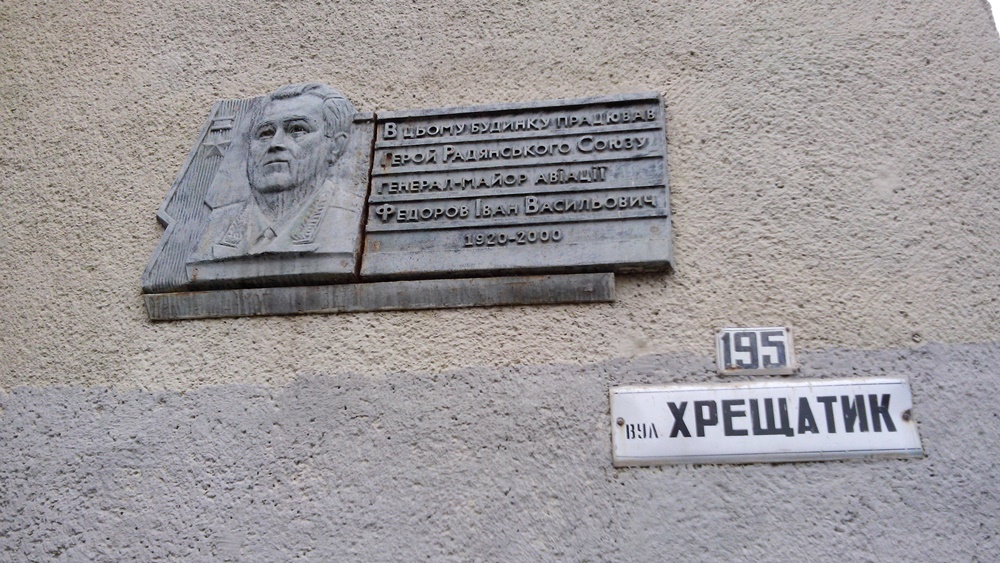 В цьому будинку працював
Герой Радянського Союзу
генерал-майор авіації
Федоров Іван Васильович
1920-2000
195
ВУЛ ХРЕЩАТИК